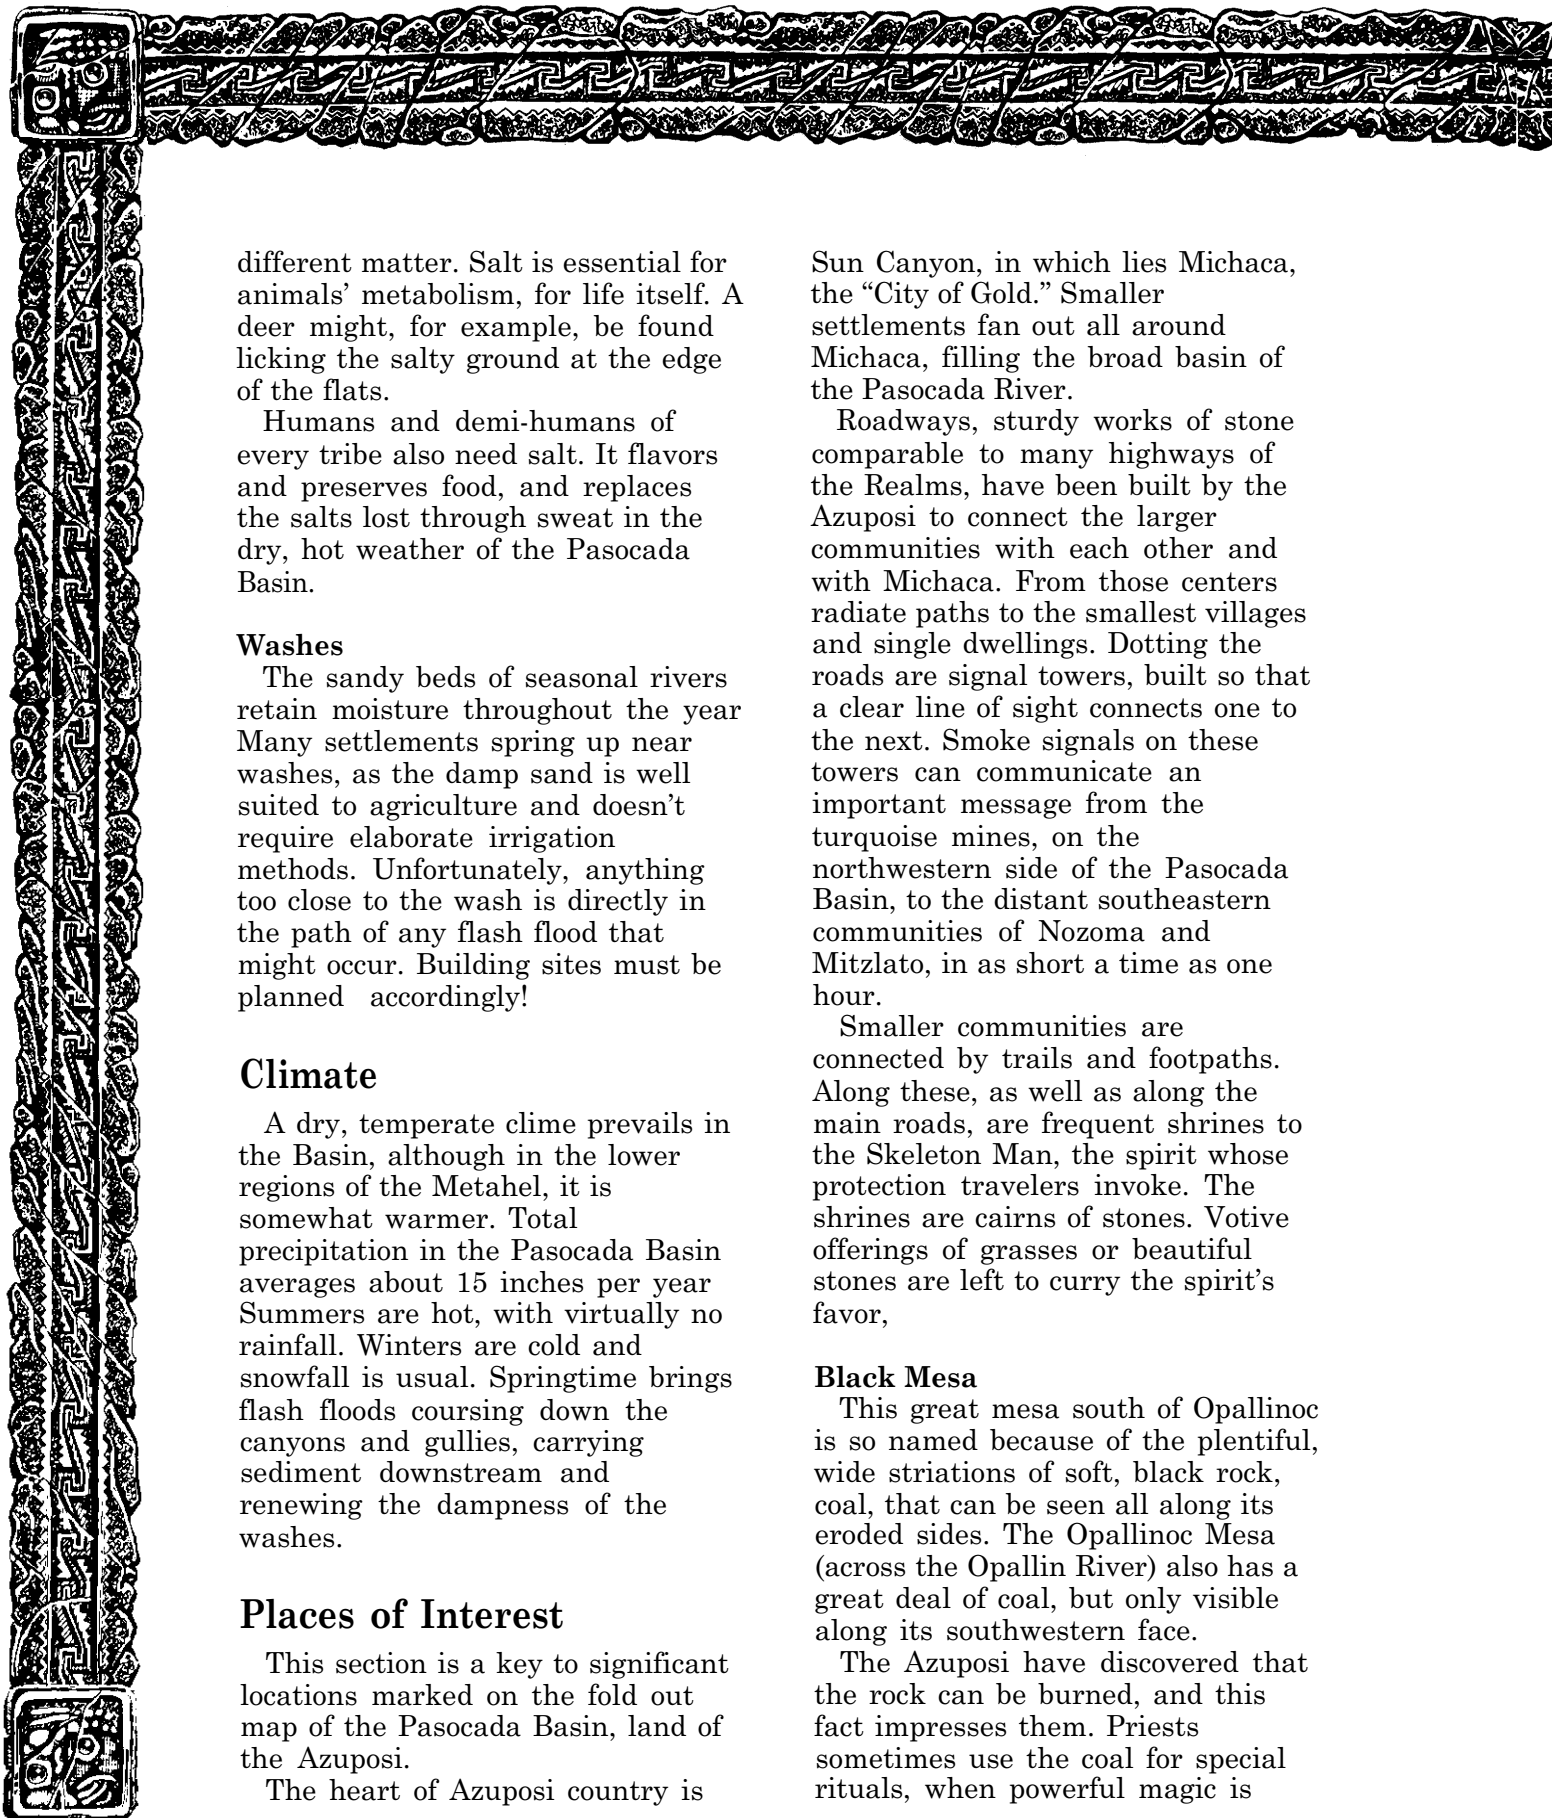 different matter. Salt is essential for
animals’ metabolism, for life itself. A
deer might, for example, be found
licking the salty ground at the edge
of the flats.
Humans and demi-humans of
every tribe also need salt. It flavors
and preserves food, and replaces
the salts lost through sweat in the
dry, hot weather of the Pasocada
Basin.
Washes
The sandy beds of seasonal rivers
retain moisture throughout the year
Many settlements spring up near
washes, as the damp sand is well
suited to agriculture and doesn’t
require elaborate irrigation
methods. Unfortunately, anything
too close to the wash is directly in
the path of any flash flood that
might occur. Building sites must be
planned accordingly!
Climate
A dry, temperate clime prevails in
the Basin, although in the lower
regions of the Metahel, it is
somewhat warmer. Total
precipitation in the Pasocada Basin
averages about 15 inches per year
Summers are hot, with virtually no
rainfall. Winters are cold and
snowfall is usual. Springtime brings
flash floods coursing down the
canyons and gullies, carrying
sediment downstream and
renewing the dampness of the
washes.
Places of Interest
This section is a key to significant
locations marked on the fold out
map of the Pasocada Basin, land of
the Azuposi.
The heart of Azuposi country is
Sun Canyon, in which lies Michaca,
the “City of Gold.” Smaller
settlements fan out all around
Michaca, filling the broad basin of
the Pasocada River.
Roadways, sturdy works of stone
comparable to many highways of
the Realms, have been built by the
Azuposi to connect the larger
communities with each other and
with Michaca. From those centers
radiate paths to the smallest villages
and single dwellings. Dotting the
roads are signal towers, built so that
a clear line of sight connects one to
the next. Smoke signals on these
towers can communicate an
important message from the
turquoise mines, on the
northwestern side of the Pasocada
Basin, to the distant southeastern
communities of Nozoma and
Mitzlato, in as short a time as one
hour.
Smaller communities are
connected by trails and footpaths.
Along these, as well as along the
main roads, are frequent shrines to
the Skeleton Man, the spirit whose
protection travelers invoke. The
shrines are cairns of stones. Votive
offerings of grasses or beautiful
stones are left to curry the spirit’s
favor,
Black Mesa
This great mesa south of Opallinoc
is so named because of the plentiful,
wide striations of soft, black rock,
coal, that can be seen all along its
eroded sides. The Opallinoc Mesa
(across the Opallin River) also has a
great deal of coal, but only visible
along its southwestern face.
The Azuposi have discovered that
the rock can be burned, and this
fact impresses them. Priests
sometimes use the coal for special
rituals, when powerful magic is